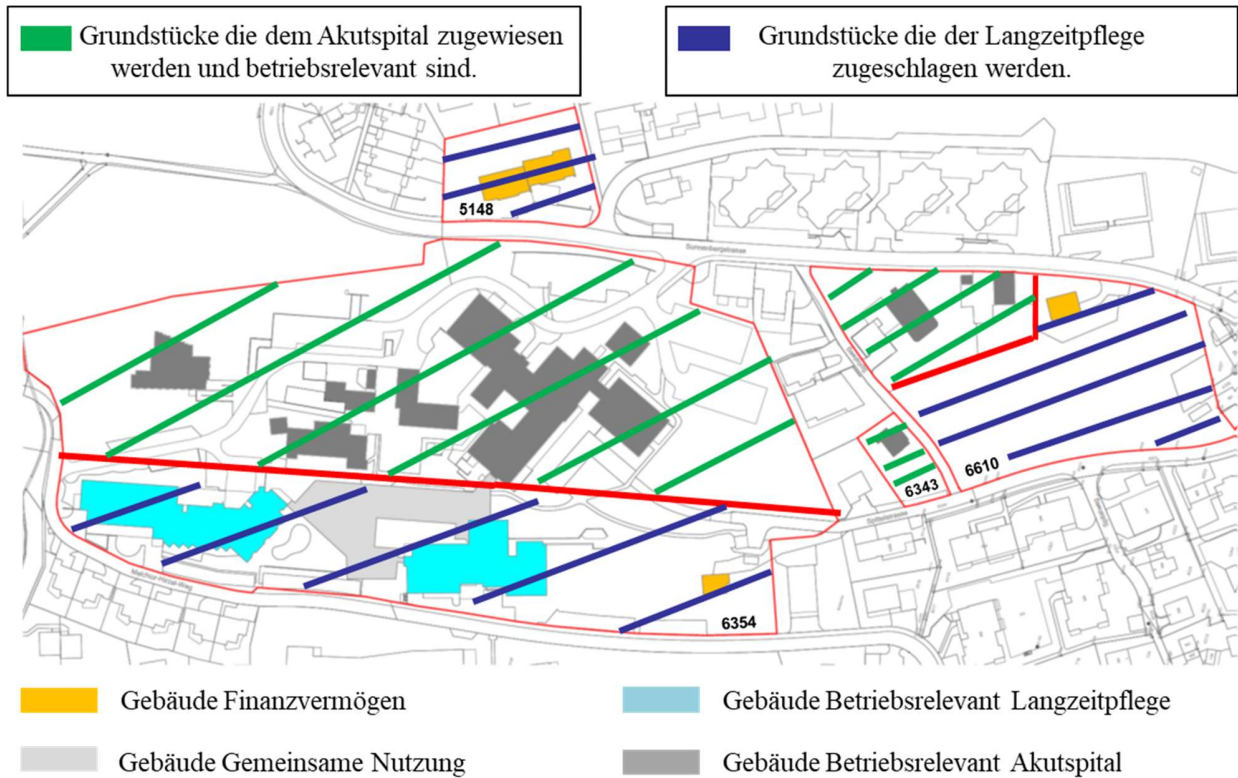 Grundstücke die dem Akutspital zugewiesen
werden und betriebsrelevant sind.
Grundstücke die der Langzeitpflege
zugeschlagen werden.
5148
6610
6343
6354
Gebäude Finanzvermögen
Gebäude Betriebsrelevant Langzeitpflege
Gebäude Gemeinsame Nutzung
Gebäude Betriebsrelevant Akutspital